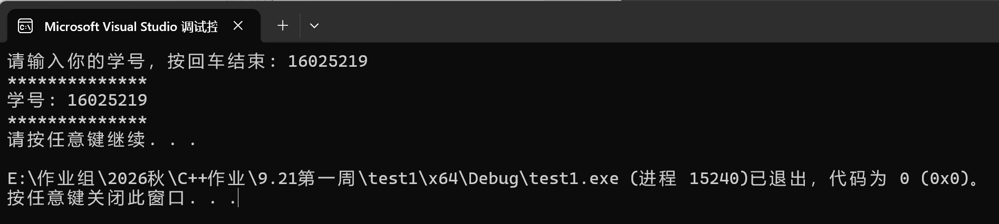 Microsoft Visual Studio 调试控
请输入你的学号，按回车结束：16025219
**************
学号：16025219
**************
请按任意键继续. . .
E:\作业组\2026秋\C++作业\9.21第一周\test1\x64\Debug\test1.exe (进程 15240)已退出，代码为 0 (0x0)。
按任意键关闭此窗口. . .